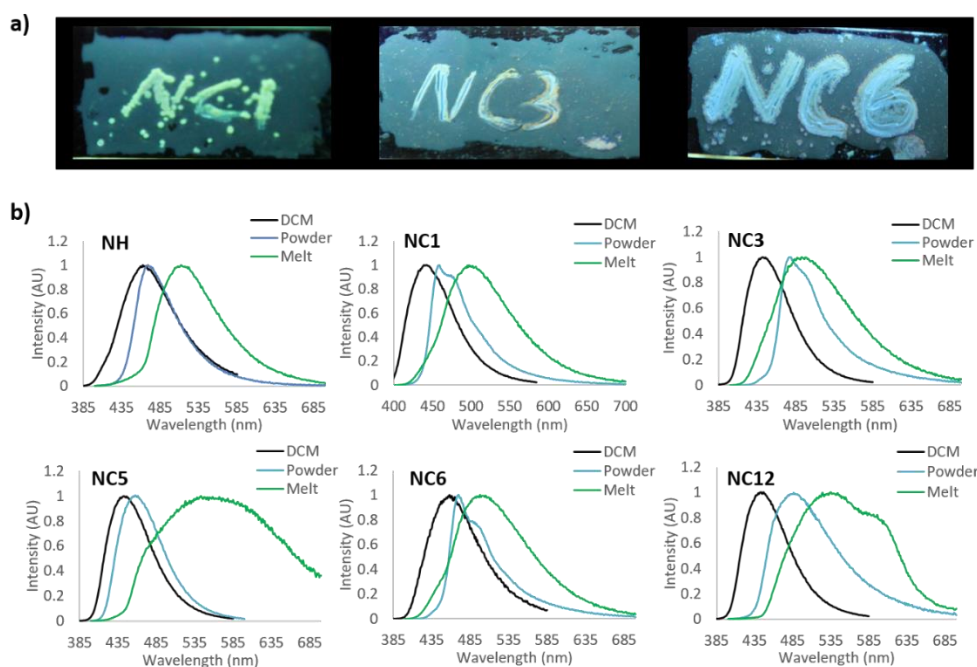 a)
NC1 NC3 NC6
b)
NH
DCM
Powder
Melt
Intensity (AU)
1.2
1
0.8
0.6
0.4
0.2
0
385 435 485 535 585 635 685
Wavelength (nm)
NC1
DCM
Powder
Melt
Intensity (AU)
1.2
1
0.8
0.6
0.4
0.2
0
400 450 500 550 600 650 700
Wavelength (nm)
NC3
DCM
Powder
Melt
Intensity (AU)
1.2
1
0.8
0.6
0.4
0.2
0
385 435 485 535 585 635 685
Wavelength (nm)
NC5
DCM
Powder
Melt
Intensity (AU)
1.2
1
0.8
0.6
0.4
0.2
0
385 435 485 535 585 635 685
Wavelength (nm)
NC6
DCM
Powder
Melt
Intensity (AU)
1.2
1
0.8
0.6
0.4
0.2
0
385 435 485 535 585 635 685
Wavelength (nm)
NC12
DCM
Powder
Melt
Intensity (AU)
1.2
1
0.8
0.6
0.4
0.2
0
385 435 485 535 585 635 685
Wavelength (nm)